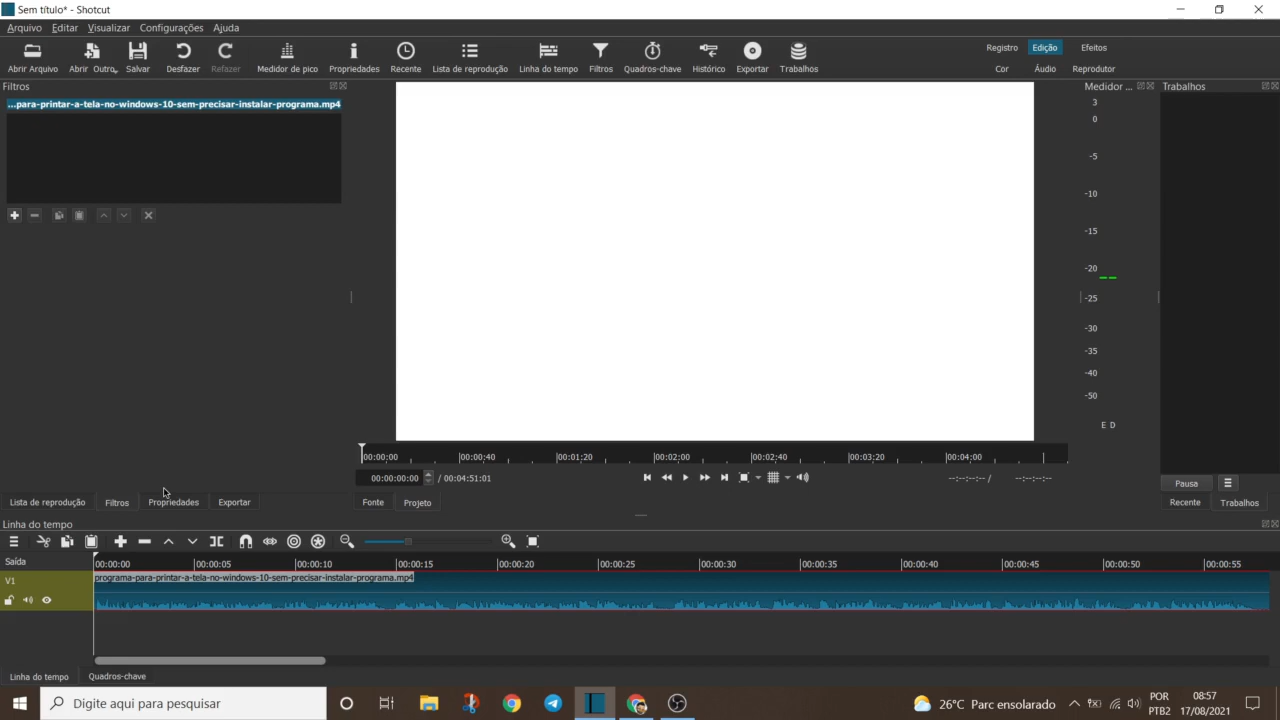 Sem título* - Shotcut
Arquivo Editar Visualizar Configurações Ajuda
Abrir Arquivo Abrir Outro. Salvar Desfazer Refazer Medidor de pico Propriedades Recente Lista de reprodução Linha do tempo Filtros Quadros-chave Histórico Exportar Trabalhos
Registro Edição Efeitos
Cor Áudio Reprodutor
Filtros
...para-printar-a-tela-no-windows-10-sem-precisar-instalar-programa.mp4
Medidor ...
3
0
-5
-10
-15
-20
-25
-30
-35
-40
-50
E D
Trabalhos
00:00:00 00:00:40 00:01:20 00:02:00 00:02:40 00:03:20 00:04:00
00:00:00:00 / 00:04:51:01 --:--:--:-- / --:--:--:--
Pausa
Lista de reprodução Filtros Propriedades Exportar
Fonte Projeto
Recente Trabalhos
Linha do tempo
Saída
00:00:00 00:00:05 00:00:10 00:00:15 00:00:20 00:00:25 00:00:30 00:00:35 00:00:40 00:00:45 00:00:50 00:00:55
V1
programa-para-printar-a-tela-no-windows-10-sem-precisar-instalar-programa.mp4
Linha do tempo Quadros-chave
Digite aqui para pesquisar
26°C Parc ensolarado
POR
PTB2
08:57
17/08/2021